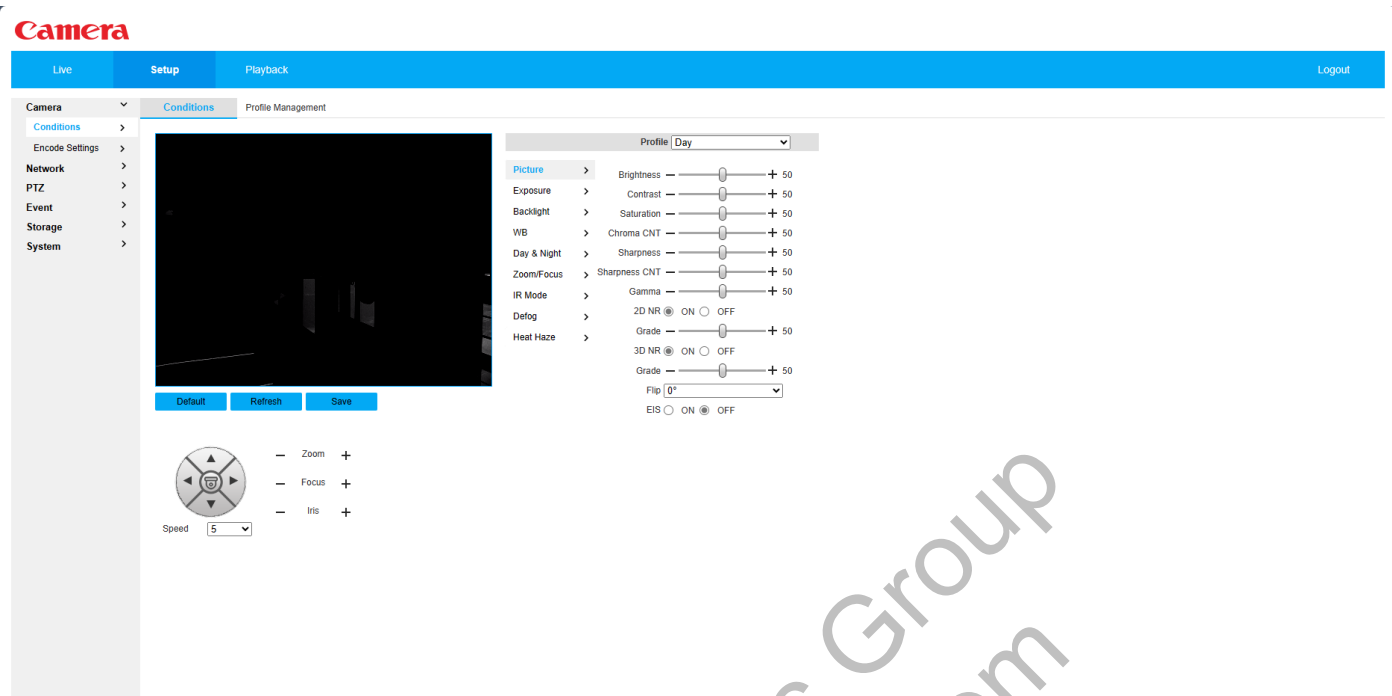 Camera
Live Setup Playback Logout
Camera
Conditions
Encode Settings
Network
PTZ
Event
Storage
System
Conditions Profile Management
Profile Day
Picture
Exposure
Backlight
WB
Day & Night
Zoom/Focus
IR Mode
Defog
Heat Haze
Brightness 50
Contrast 50
Saturation 50
Chroma CNT 50
Sharpness 50
Sharpness CNT 50
Gamma 50
2D NR ON OFF
Grade 50
3D NR ON OFF
Grade 50
Flip 0°
EIS ON OFF
Default Refresh Save
Zoom
Focus
Iris
Speed 5
Group